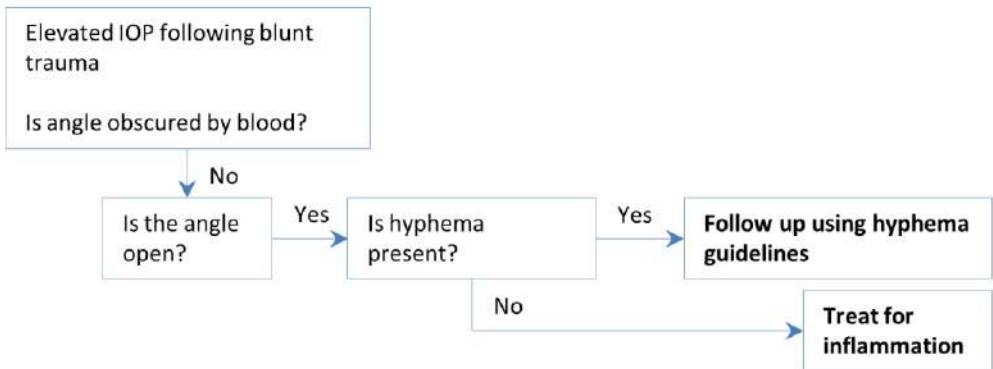 Elevated IOP following blunt
trauma
Is angle obscured by blood?
No
Is the angle
open?
Yes
Is hyphema
present?
Yes
Follow up using hyphema
guidelines
No
Treat for
inflammation